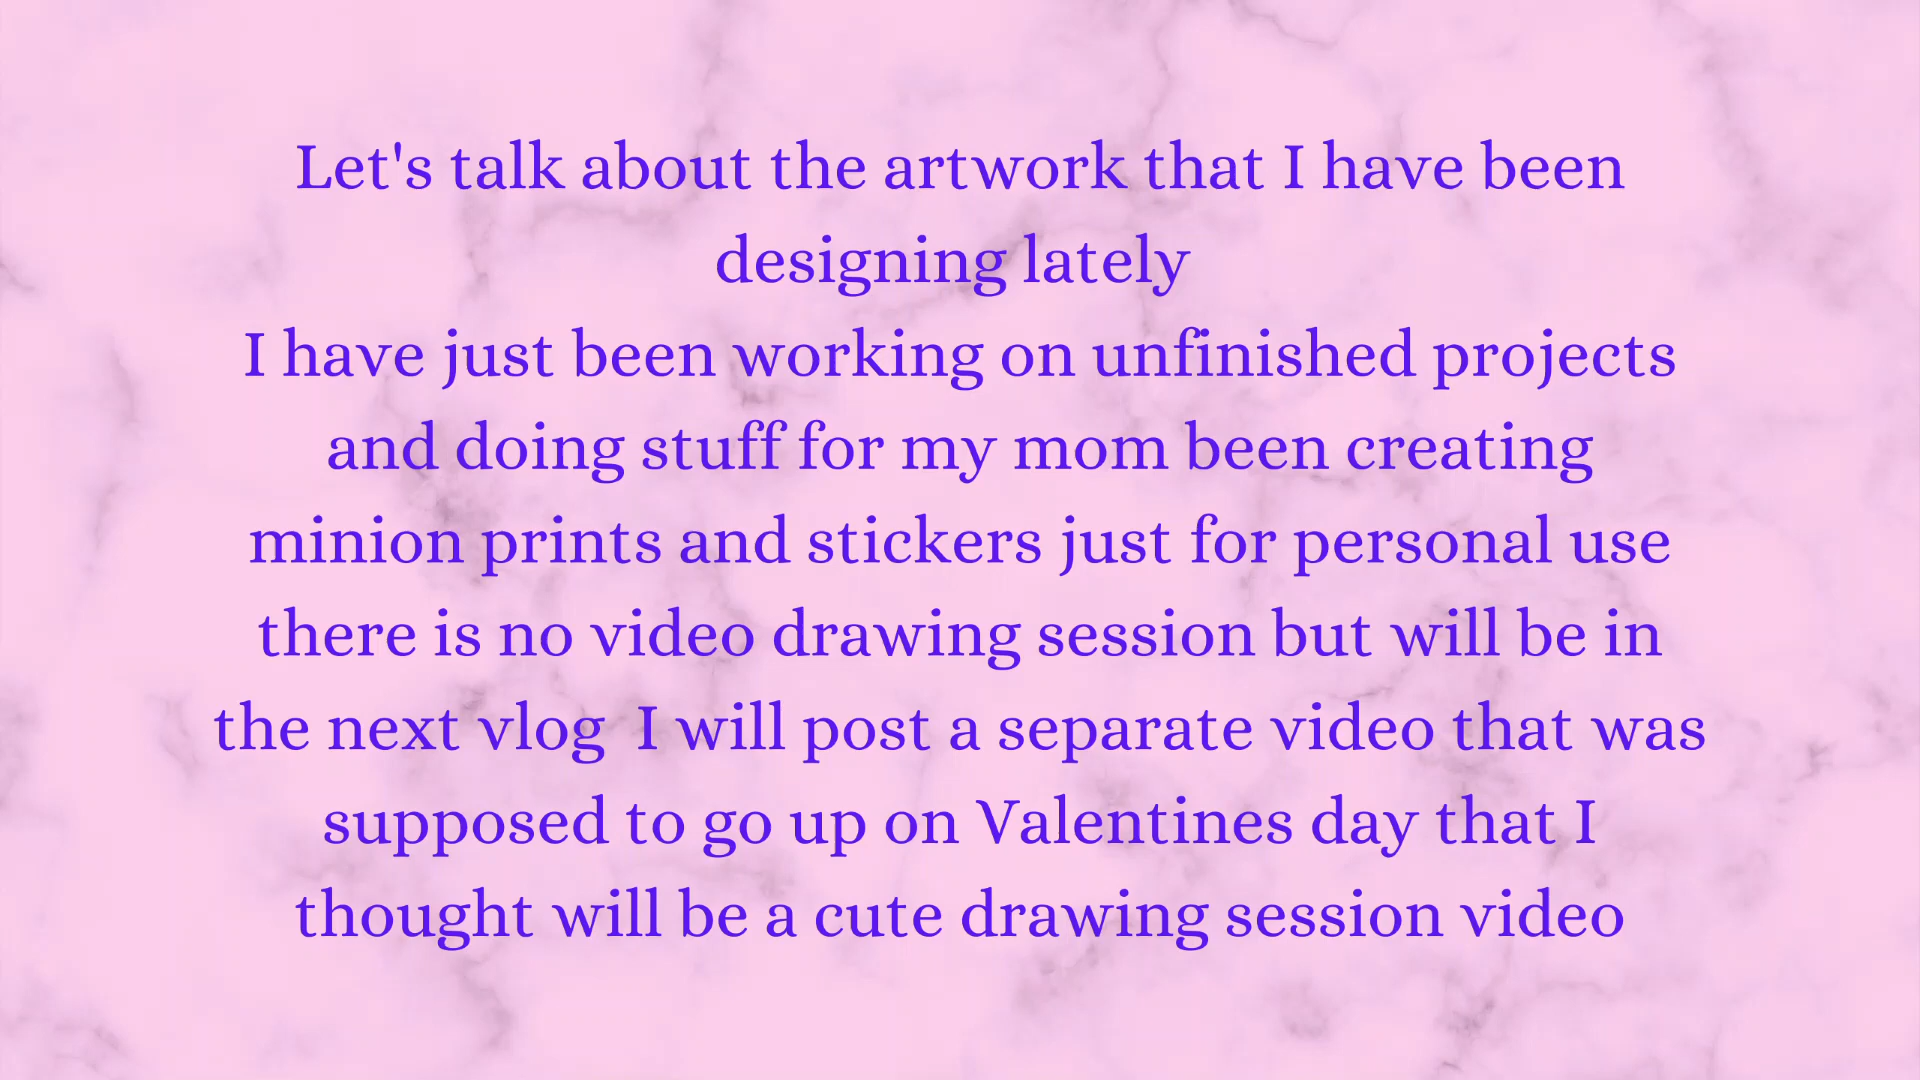 Let's talk about the artwork that I have been
designing lately
I have just been working on unfinished projects
and doing stuff for my mom been creating
minion prints and stickers just for personal use
there is no video drawing session but will be in
the next vlog  I will post a separate video that was
supposed to go up on Valentines day that I
thought will be a cute drawing session video